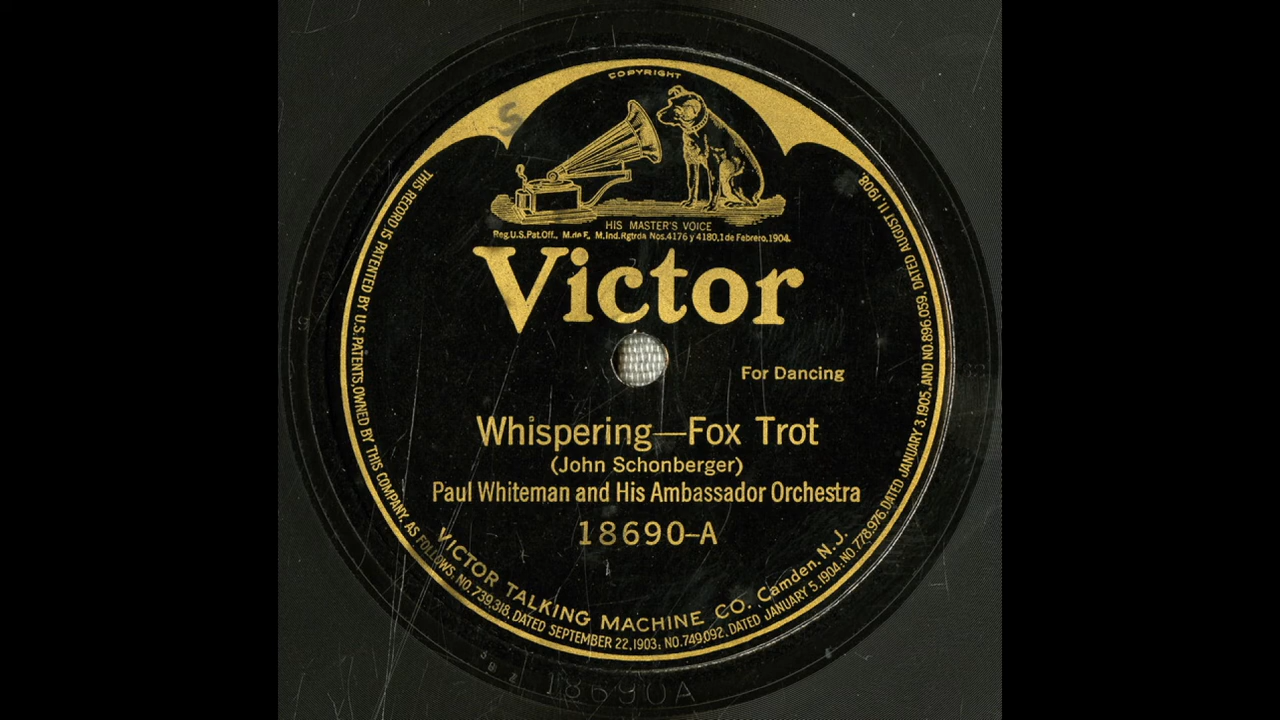 COPYRIGHT
S
HIS MASTER'S VOICE
Reg.U.S.Pat.Off., M.de F. M.Ind.Rgtrda Nos.4176 y 4180,1 de Febrero,1904.
Victor
For Dancing
Whispering—Fox Trot
(John Schonberger)
Paul Whiteman and His Ambassador Orchestra
18690-A
VICTOR TALKING MACHINE CO. Camden, N. J.
THIS RECORD IS PATENTED BY U.S.PATENTS, OWNED BY THIS COMPANY, AS FOLLOWS, NO.739,318, DATED SEPTEMBER 22,1903; NO.749,092, DATED JANUARY 5,1904; NO.778,976, DATED JANUARY 3,1905, AND NO.896,059, DATED AUGUST 11,1908.
18690A